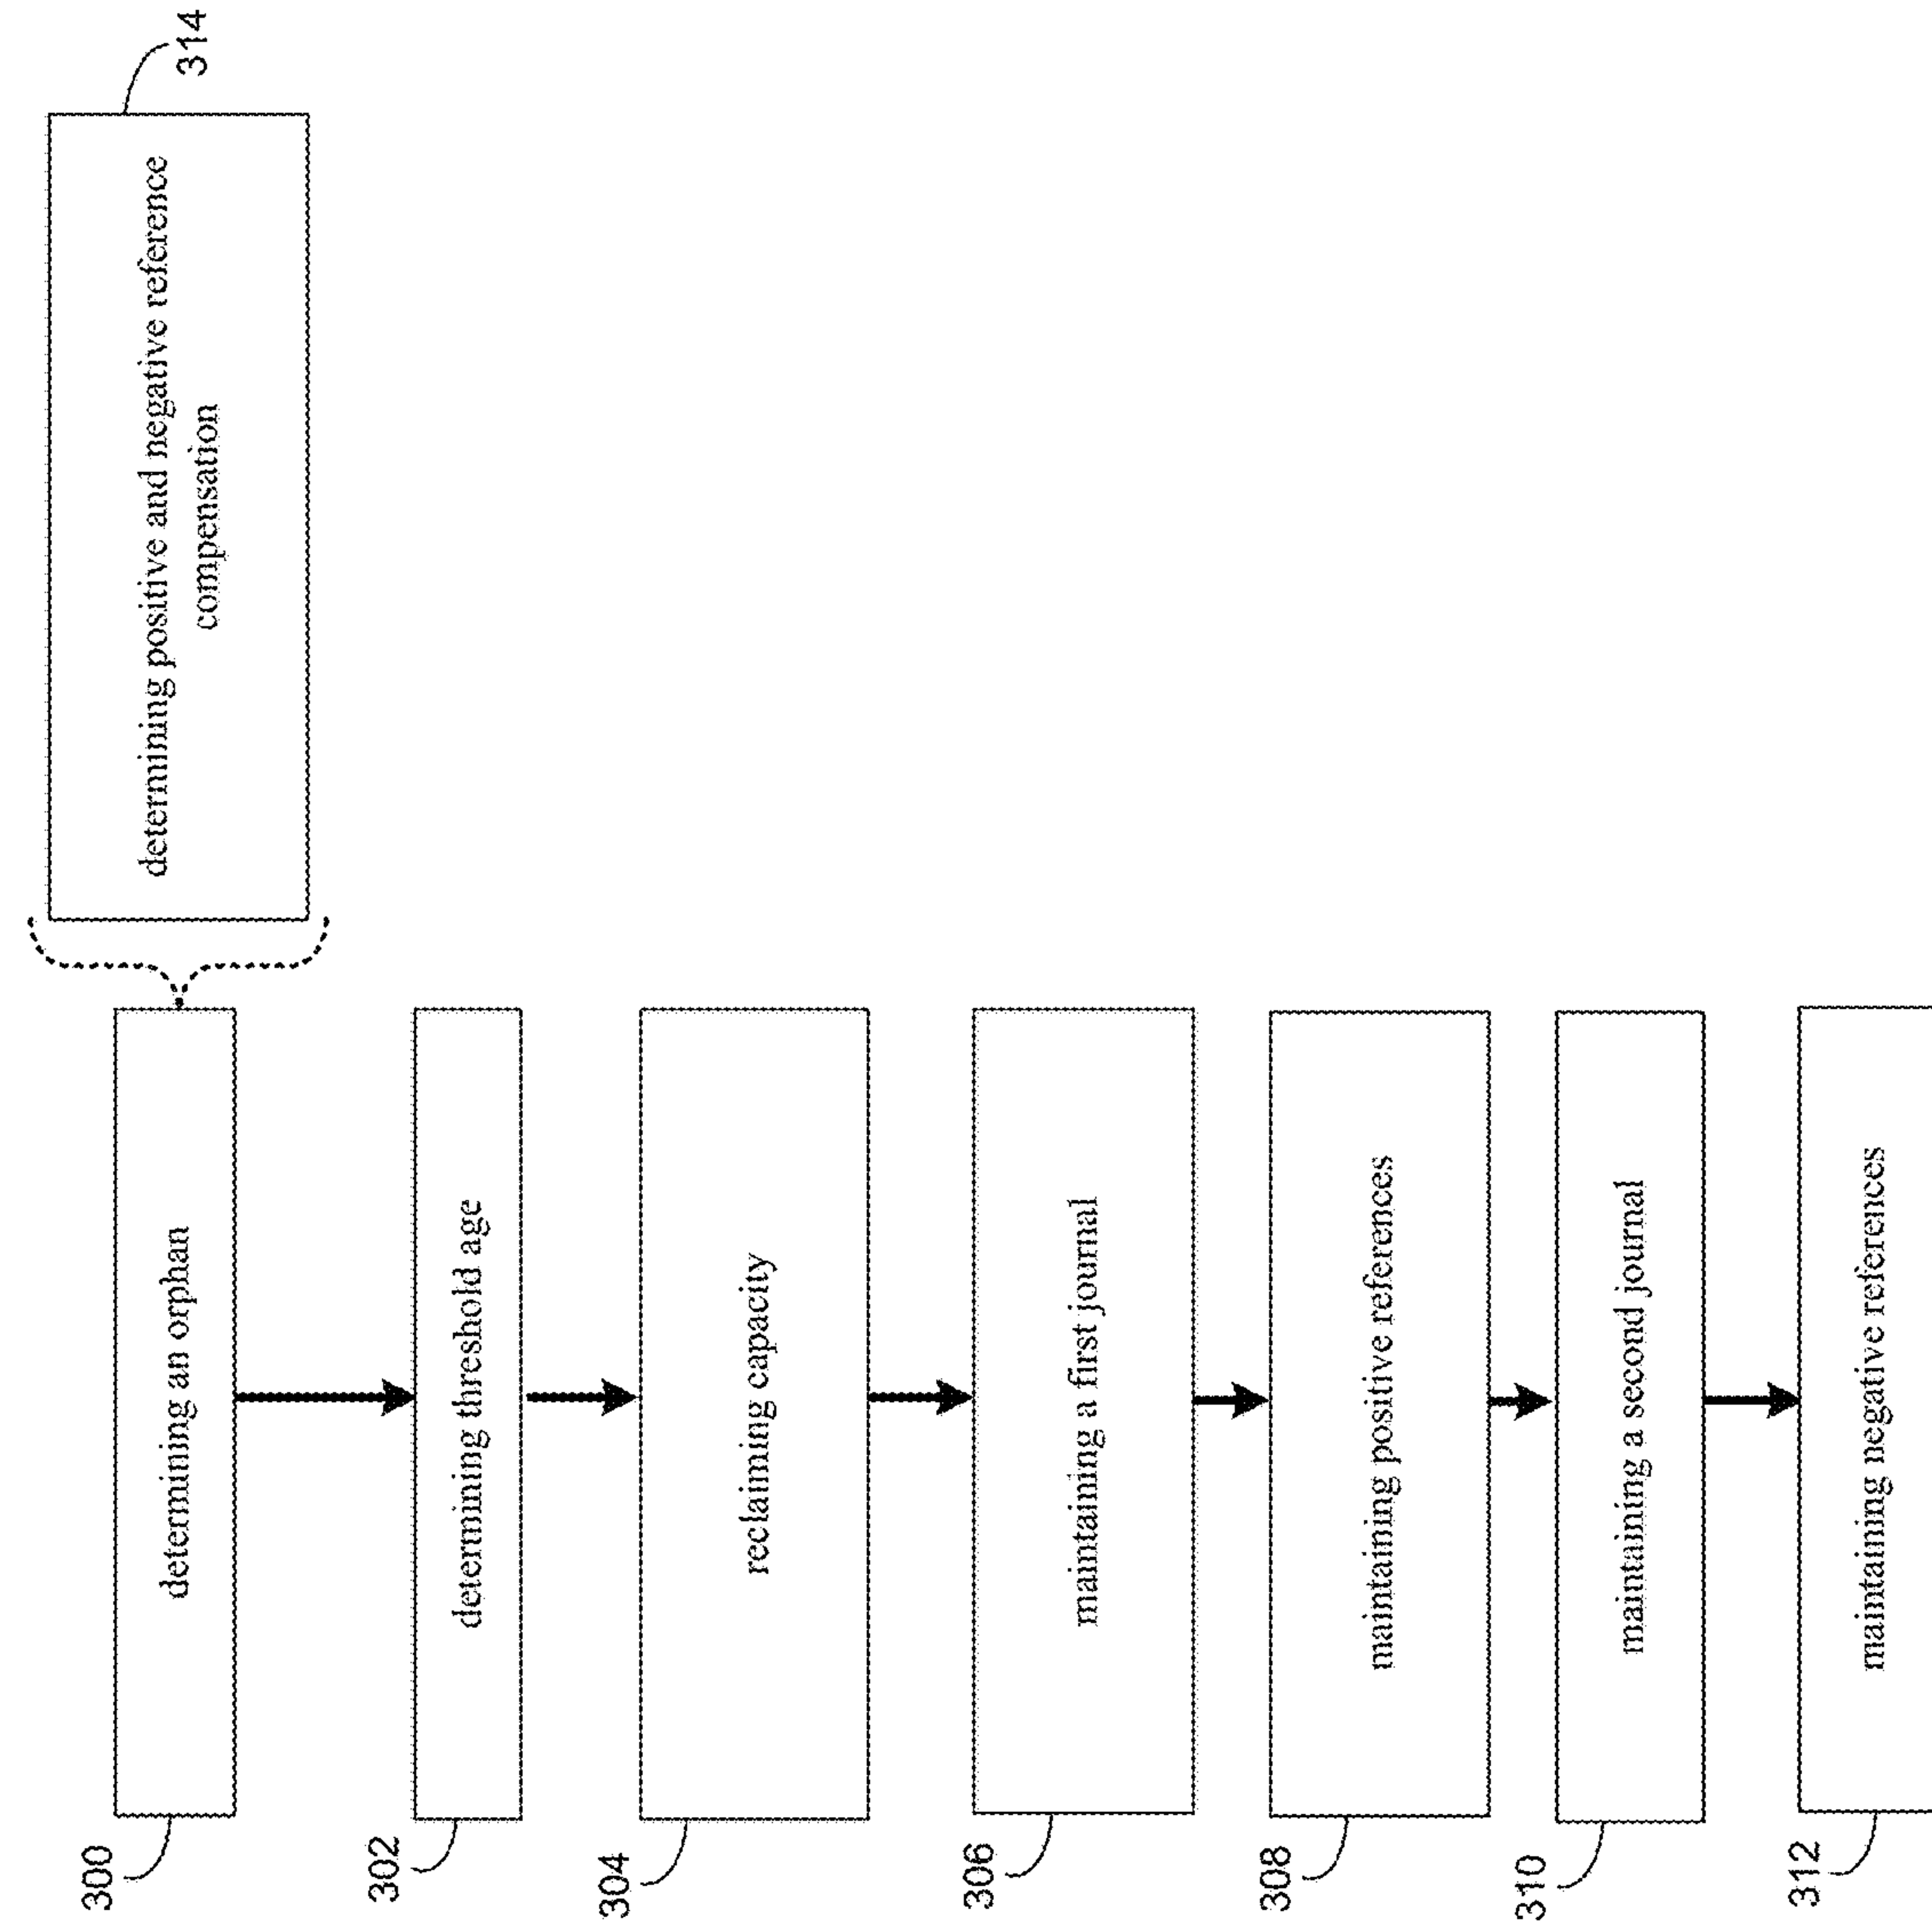 300
determining an orphan
determining positive and negative reference
compensation
314
302
determining threshold age
304
reclaiming capacity
306
maintaining a first journal
308
maintaining positive references
310
maintaining a second journal
312
maintaining negative references